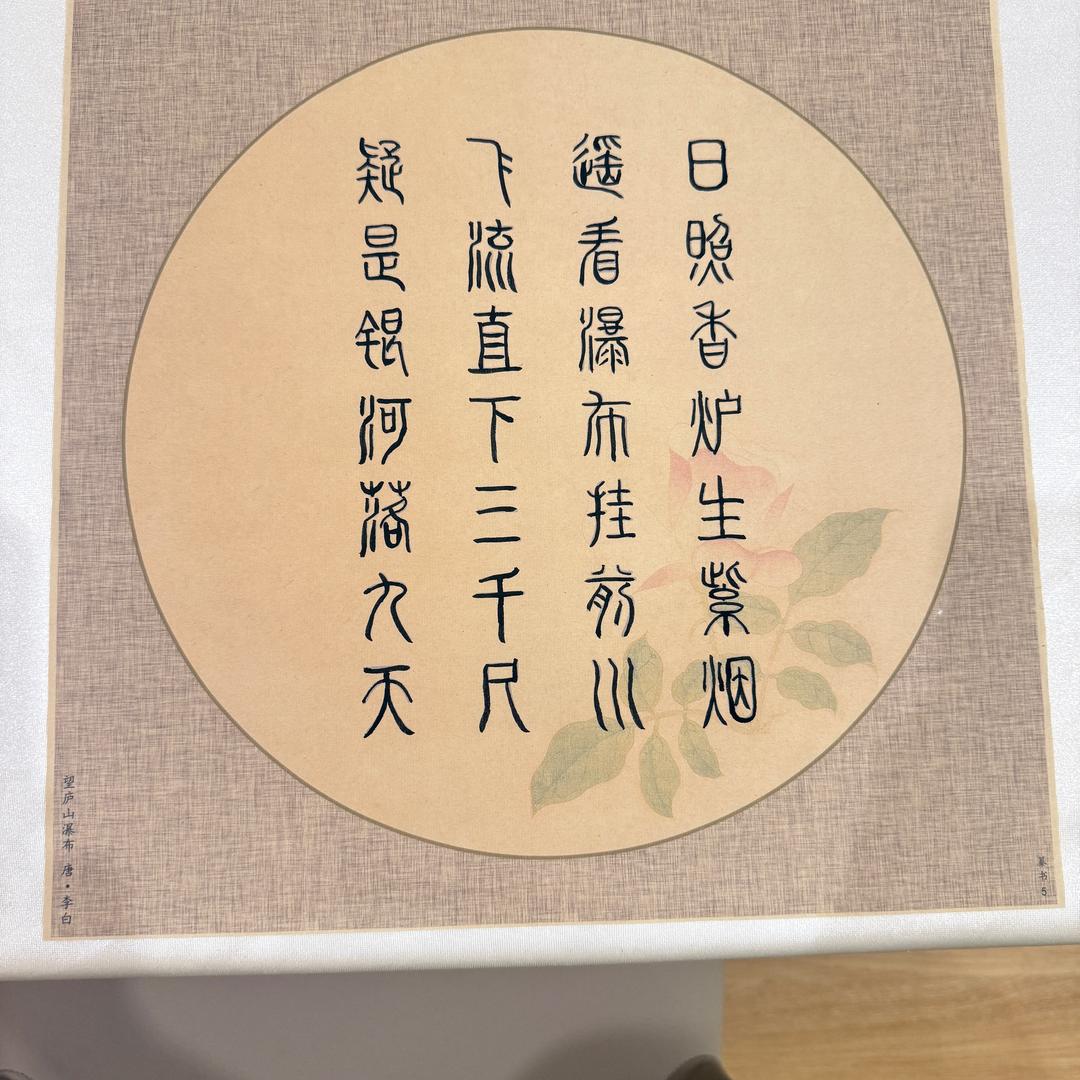 日照香炉生紫烟
遥看瀑布挂前川
飞流直下三千尺
疑是银河落九天
望庐山瀑布 唐·李白
篆书5